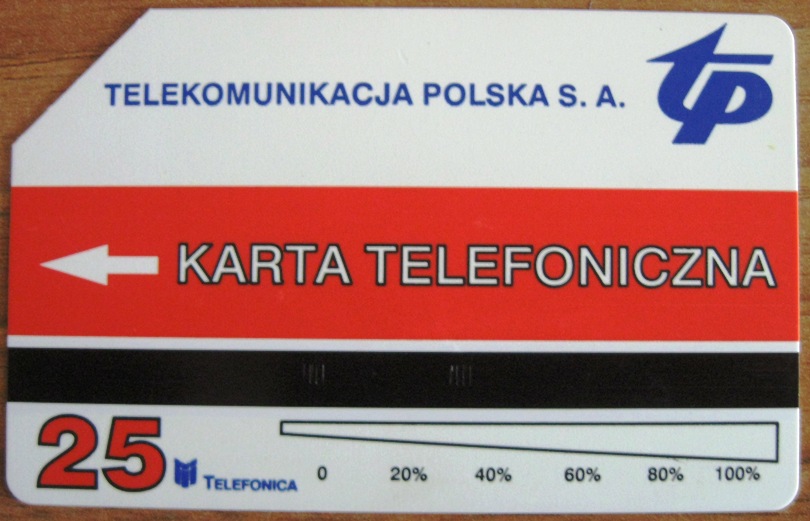 TELEKOMUNIKACJA POLSKA S. A.
tp
KARTA TELEFONICZNA
25
TELEFONICA
0 20% 40% 60% 80% 100%